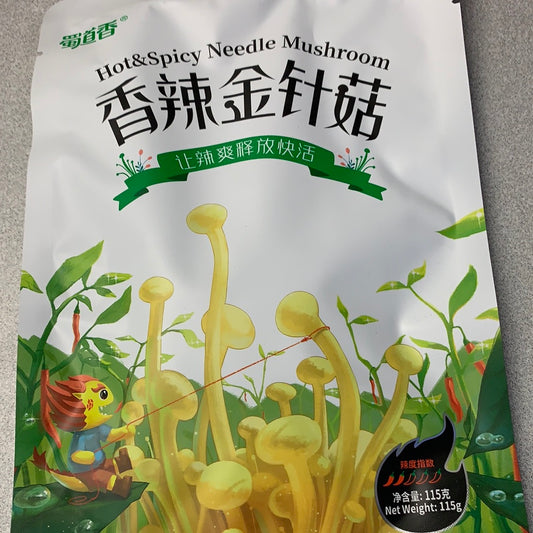 蜀道香®
Hot&Spicy Needle Mushroom
香辣金针菇
让辣爽释放快活
辣度指数
净含量: 115克
Net Weight: 115g